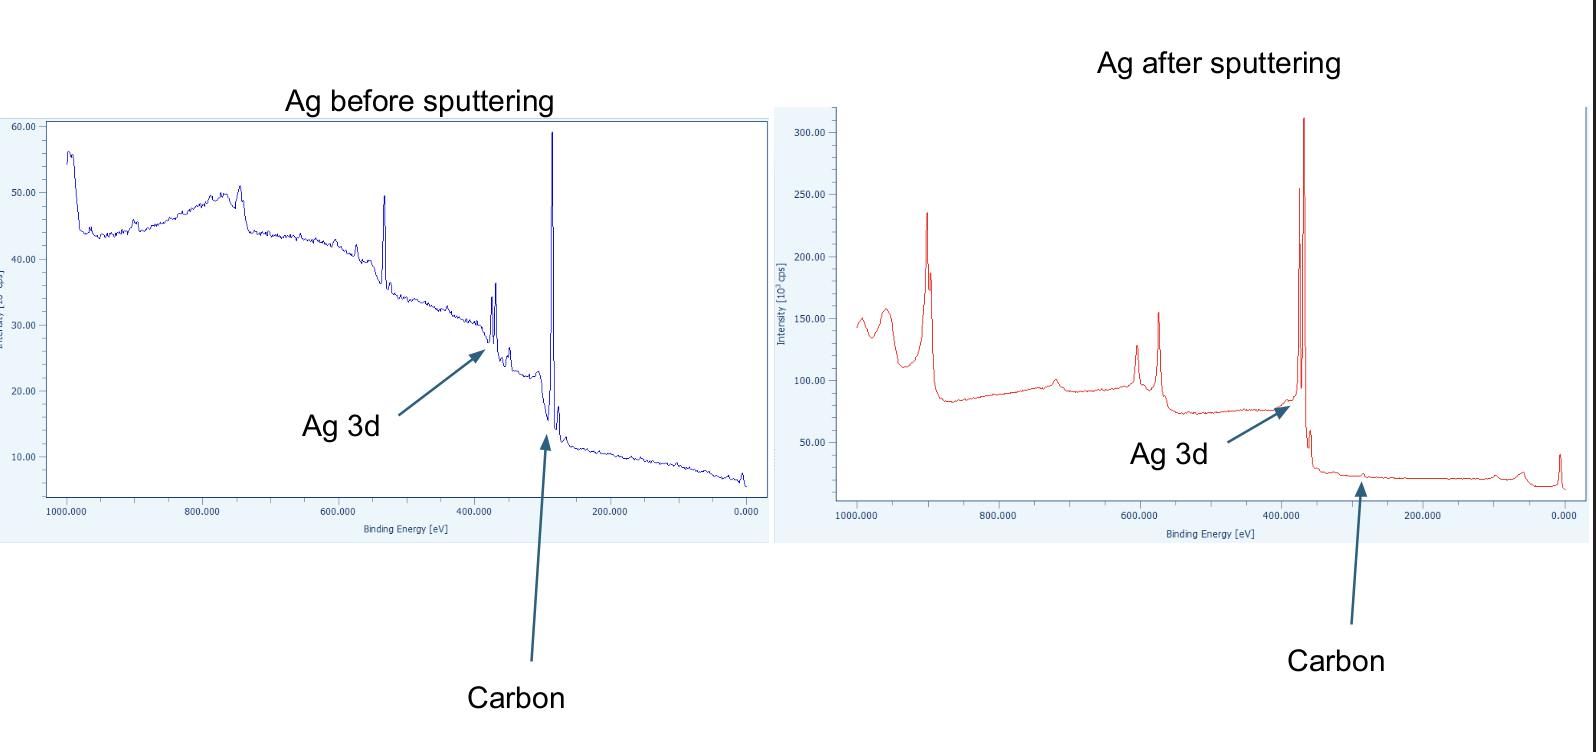 Ag before sputtering
60.00
50.00
40.00
30.00
20.00
10.00
1000.000 800.000 600.000 400.000 200.000 0.000
Binding Energy [eV]
Ag 3d
Carbon
Ag after sputtering
Intensity [10³ cps]
300.00
250.00
200.00
150.00
100.00
50.00
1000.000 800.000 600.000 400.000 200.000 0.000
Binding Energy [eV]
Ag 3d
Carbon